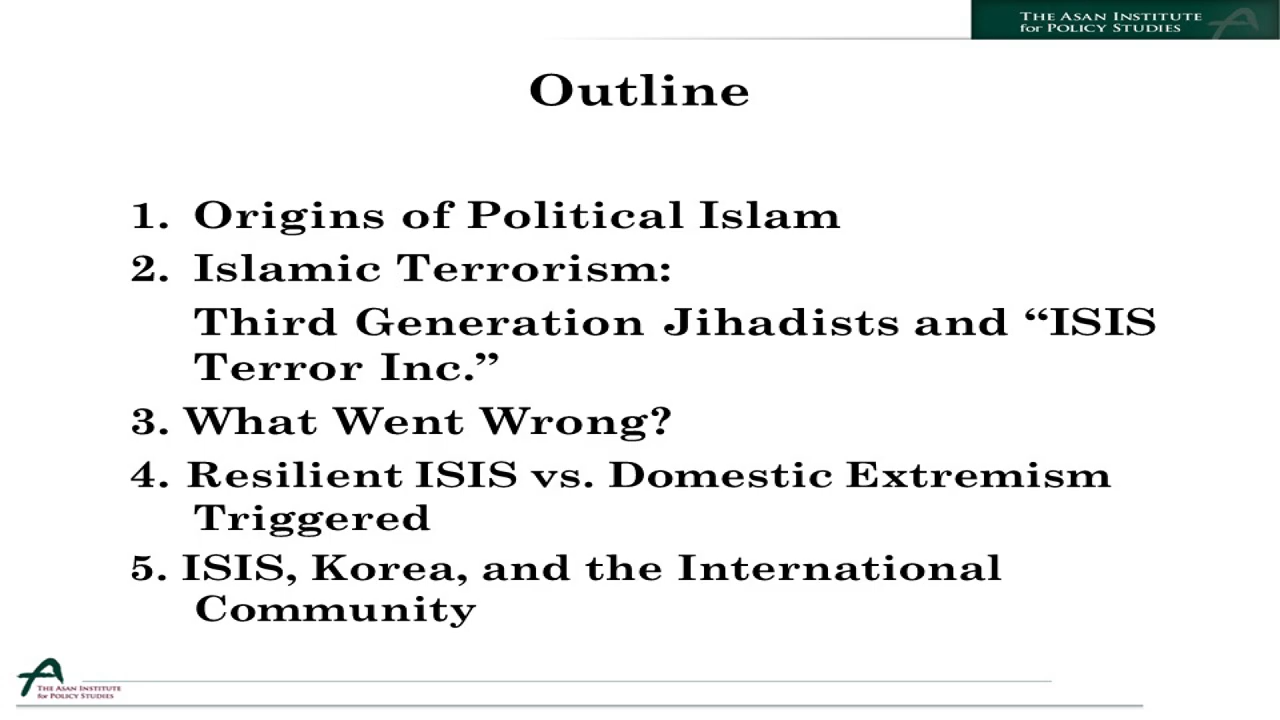 THE ASAN INSTITUTE
for POLICY STUDIES
Outline
1. Origins of Political Islam
2. Islamic Terrorism:
Third Generation Jihadists and “ISIS
Terror Inc.”
3. What Went Wrong?
4. Resilient ISIS vs. Domestic Extremism
Triggered
5. ISIS, Korea, and the International
Community
THE ASAN INSTITUTE
for POLICY STUDIES